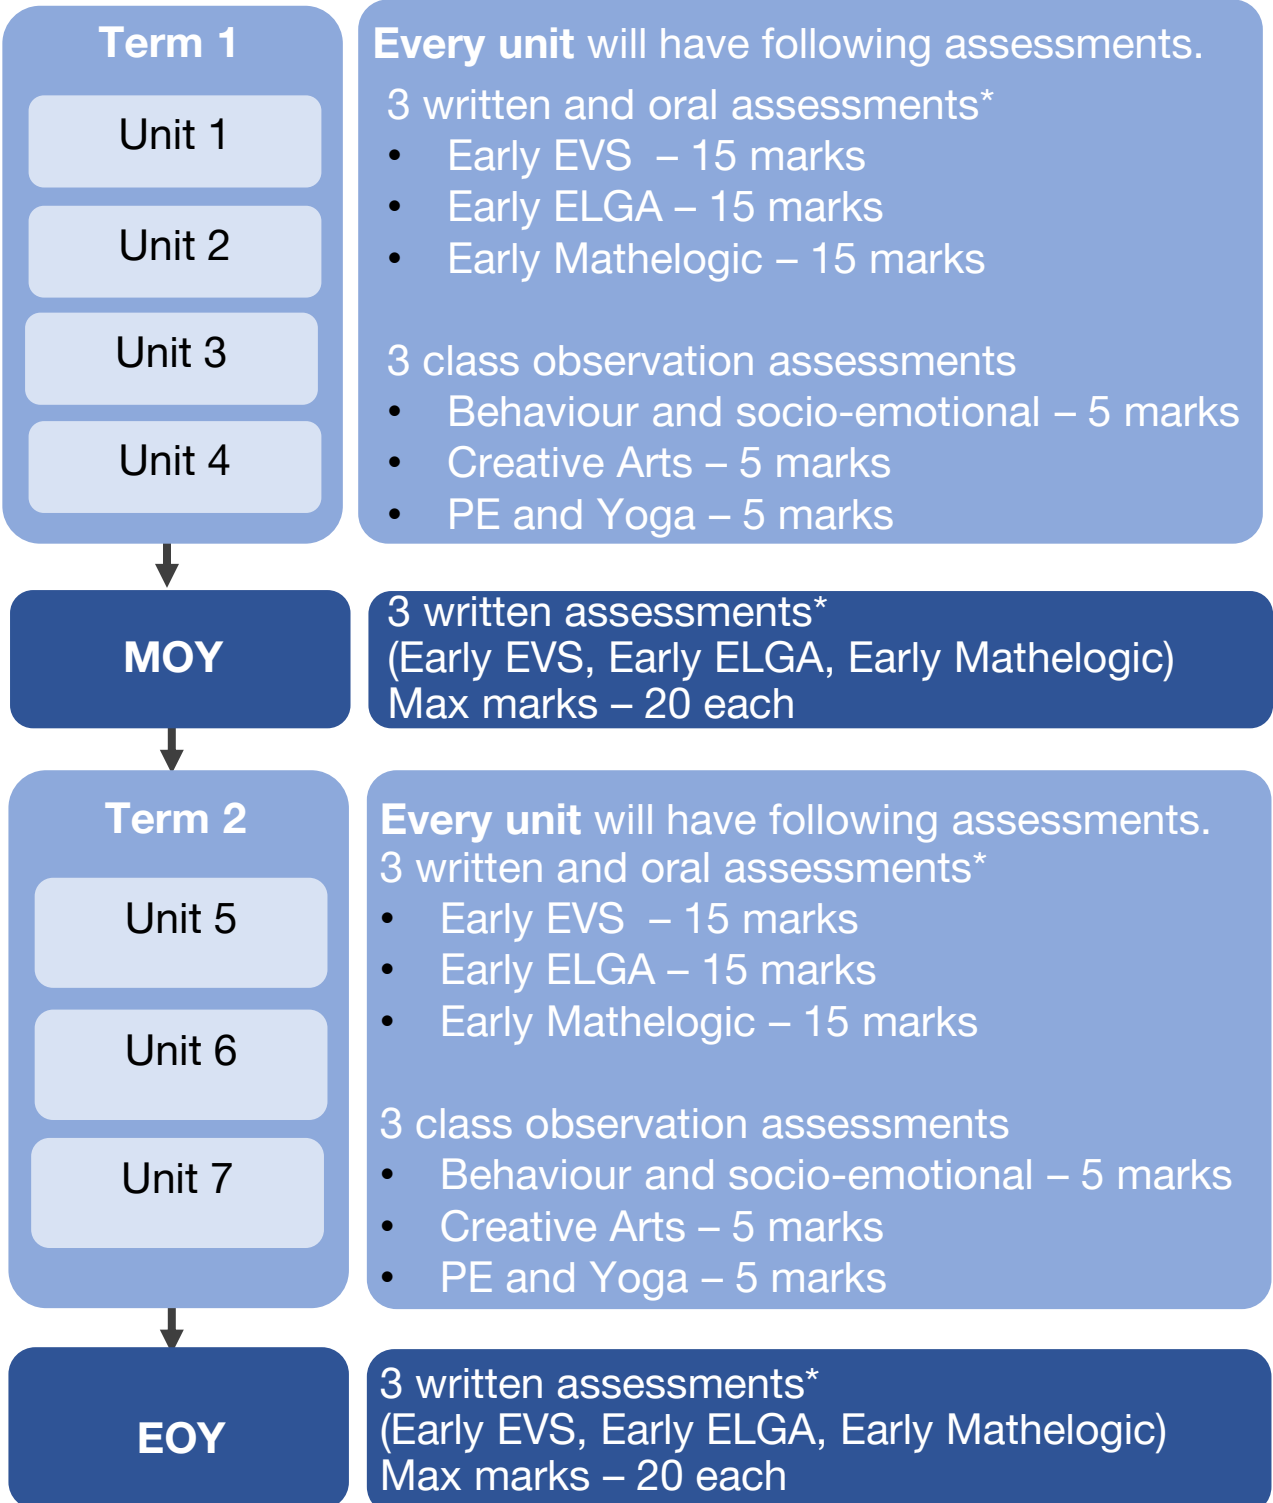 Term 1
Unit 1
Unit 2
Unit 3
Unit 4
Every unit will have following assessments.
3 written and oral assessments*
• Early EVS – 15 marks
• Early ELGA – 15 marks
• Early Mathelogic – 15 marks
3 class observation assessments
• Behaviour and socio-emotional – 5 marks
• Creative Arts – 5 marks
• PE and Yoga – 5 marks
MOY
3 written assessments*
(Early EVS, Early ELGA, Early Mathelogic)
Max marks – 20 each
Term 2
Unit 5
Unit 6
Unit 7
Every unit will have following assessments.
3 written and oral assessments*
• Early EVS – 15 marks
• Early ELGA – 15 marks
• Early Mathelogic – 15 marks
3 class observation assessments
• Behaviour and socio-emotional – 5 marks
• Creative Arts – 5 marks
• PE and Yoga – 5 marks
EOY
3 written assessments*
(Early EVS, Early ELGA, Early Mathelogic)
Max marks – 20 each